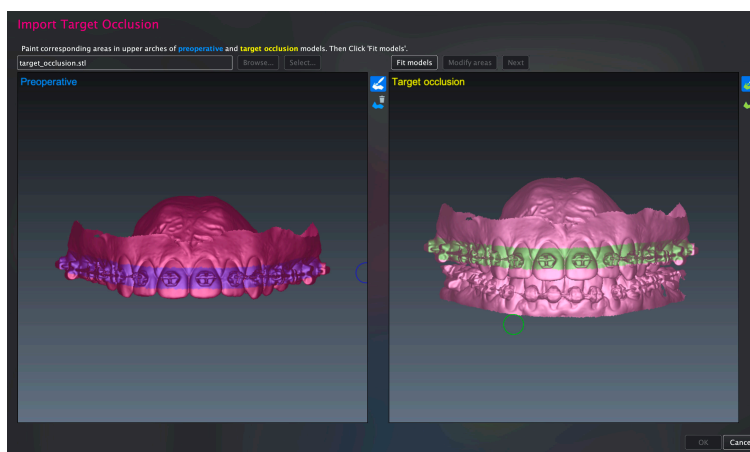 Import Target Occlusion
Paint corresponding areas in upper arches of preoperative and target occlusion models. Then Click 'Fit models'.
target_occlusion.stl Browse... Select... Fit models Modify areas Next
Preoperative Target occlusion
OK Cance